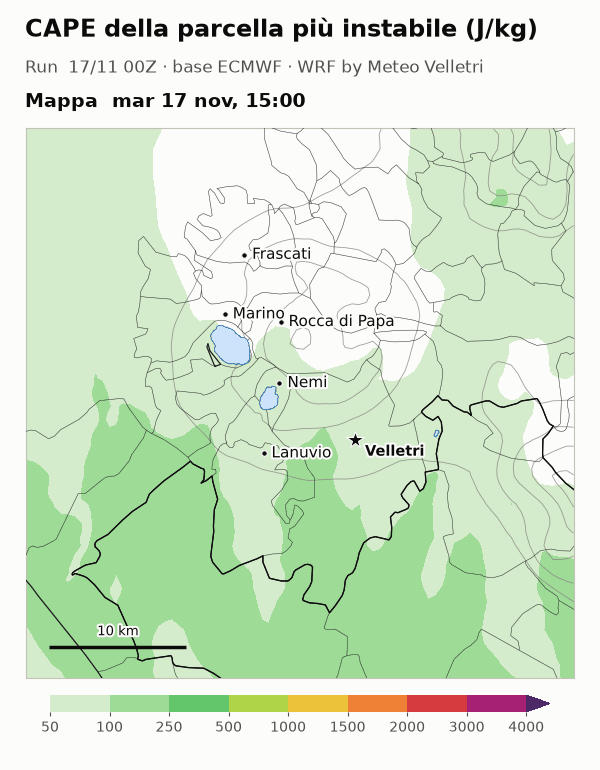 CAPE della parcella più instabile (J/kg)
Run  17/11 00Z · base ECMWF · WRF by Meteo Velletri
Mappa  mar 17 nov, 15:00
Frascati
Marino
Rocca di Papa
Nemi
Velletri
Lanuvio
10 km
50 100 250 500 1000 1500 2000 3000 4000